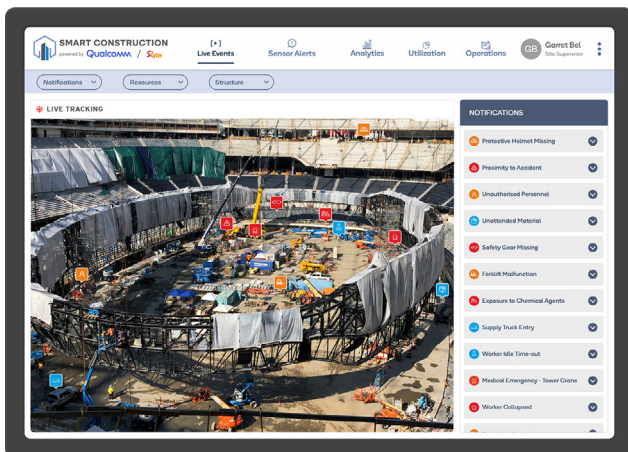 SMART CONSTRUCTION
powered by Qualcomm /
Live Events
Sensor Alerts
Analytics
Utilization
Operations
GB
Garret Bel
Site Supervisor
Notifications
Resources
Structure
LIVE TRACKING
NOTIFICATIONS
Protective Helmet Missing
Proximity to Accident
Unauthorised Personnel
Unattended Material
Safety Gear Missing
Forklift Malfunction
Exposure to Chemical Agents
Supply Truck Entry
Worker Idle Time-out
Medical Emergency - Tower Crane
Worker Collapsed